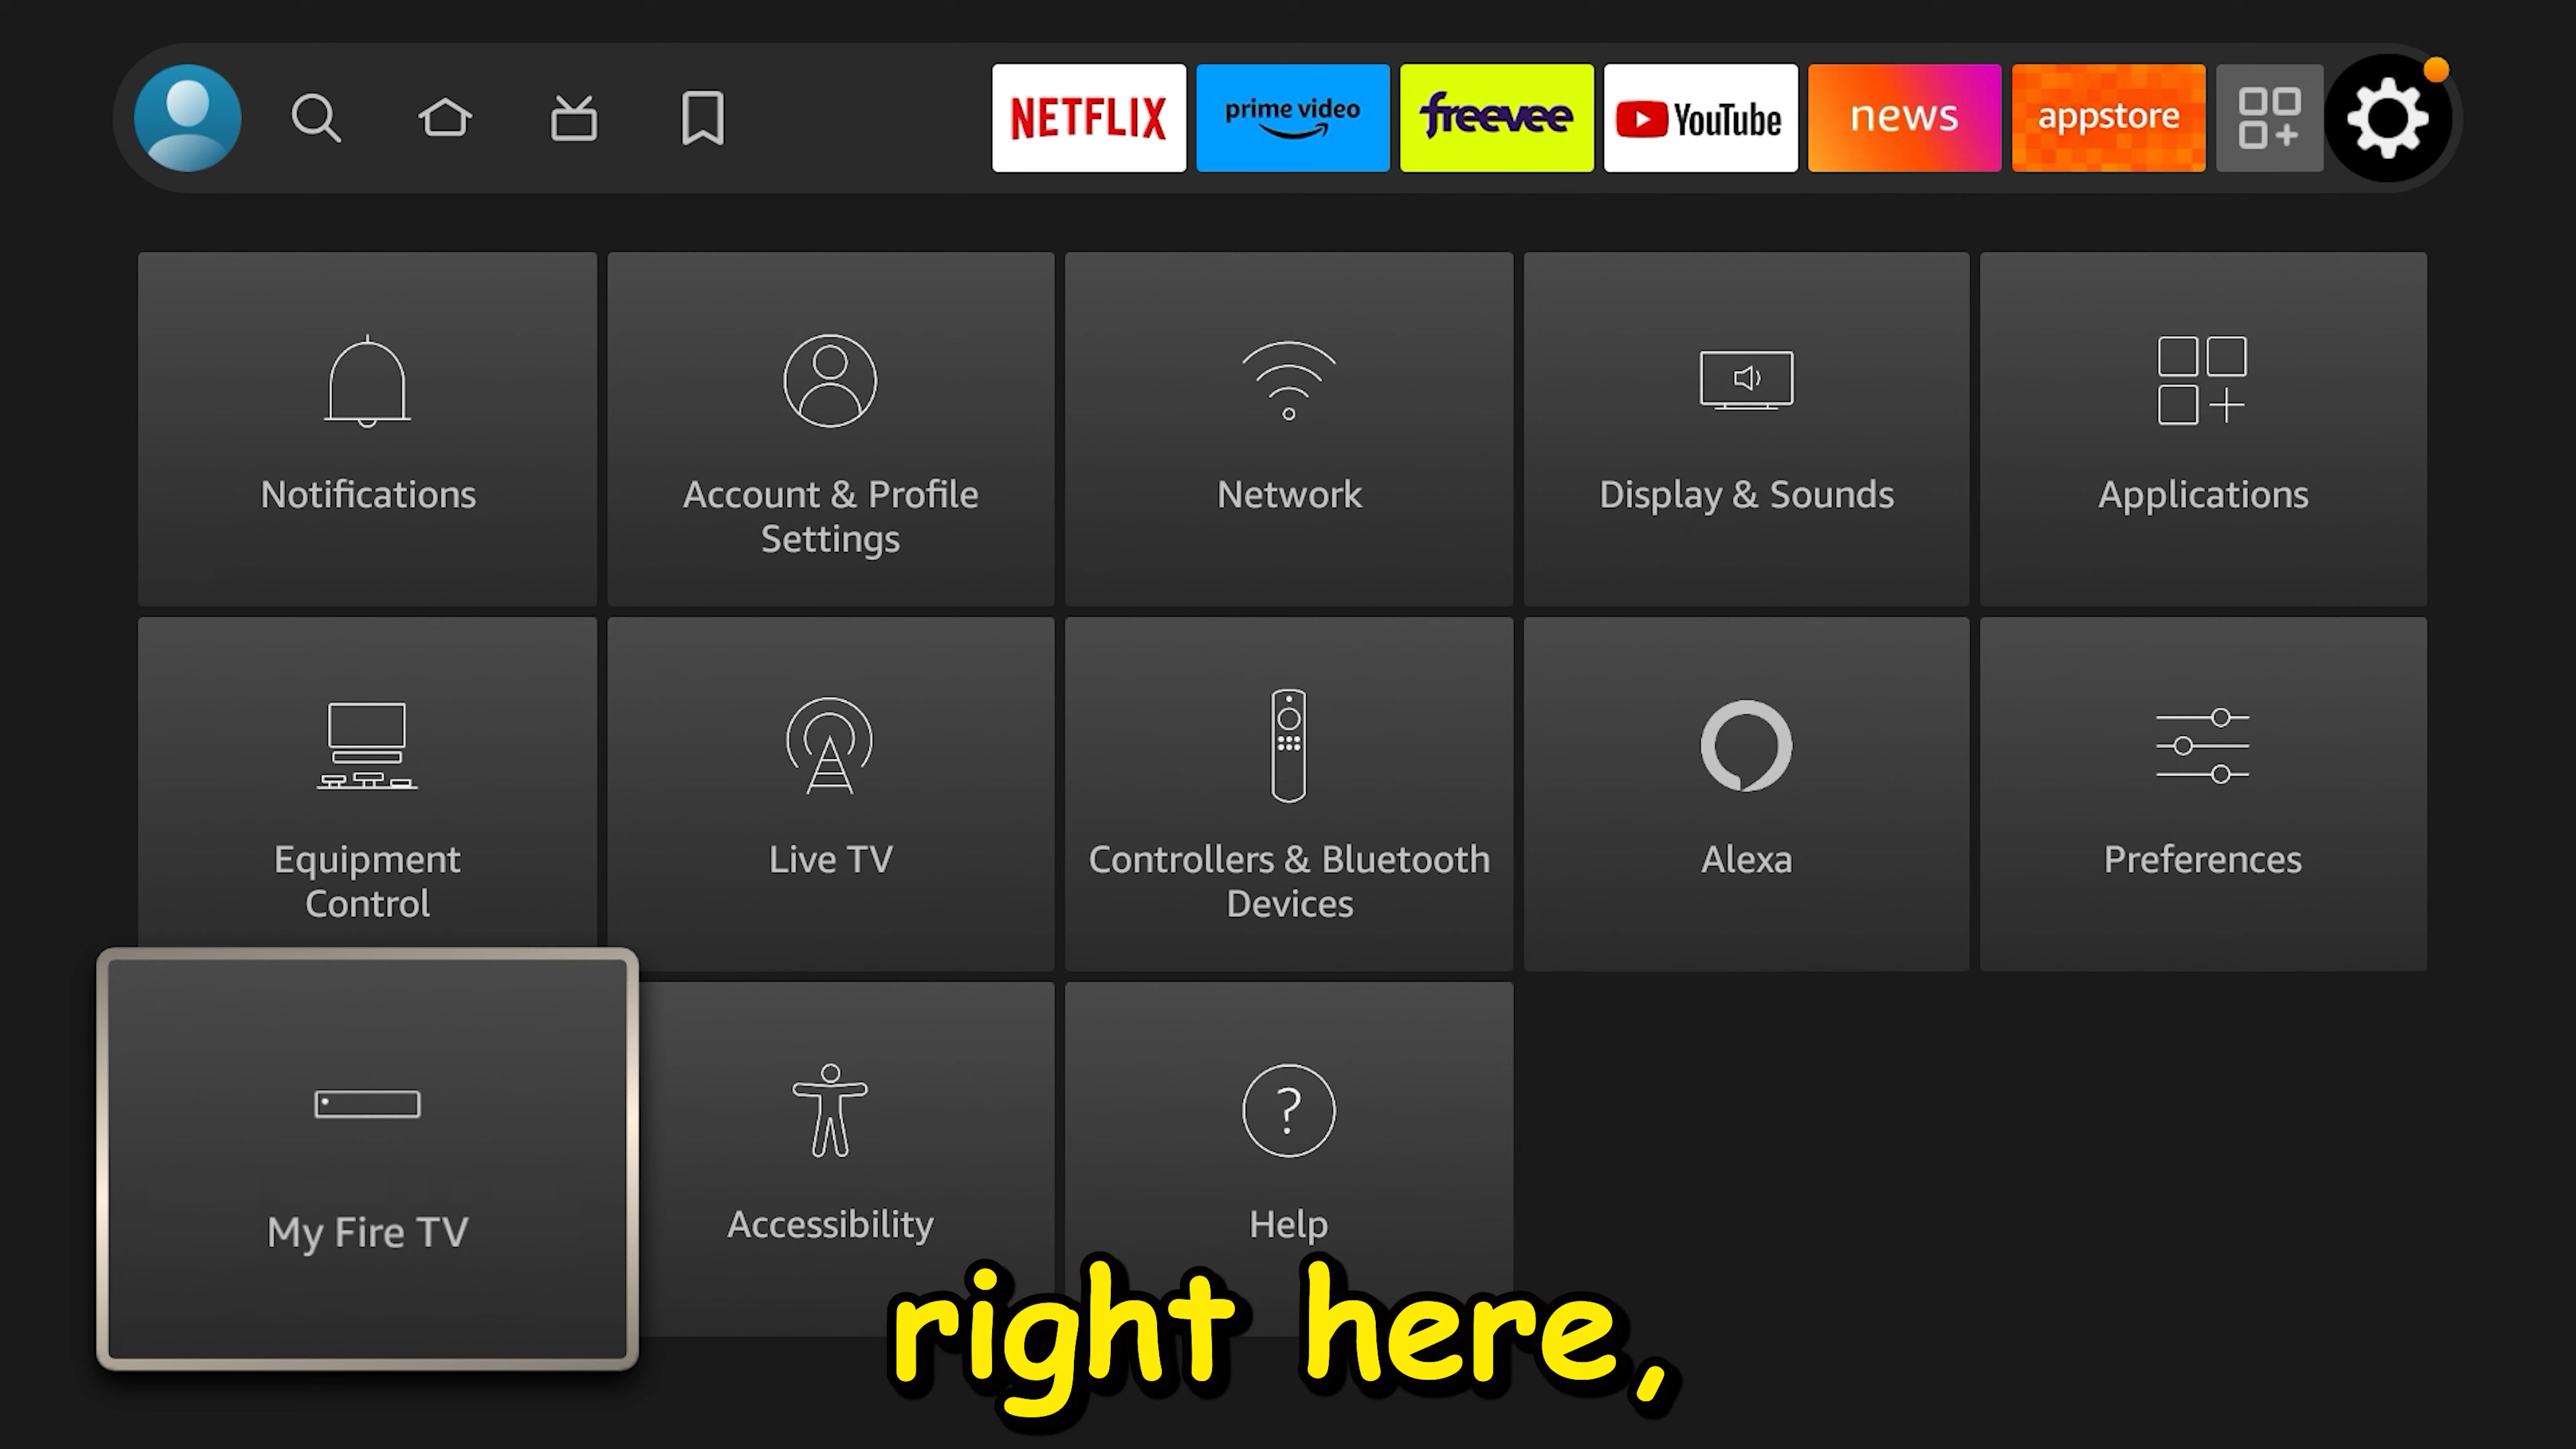 NETFLIX
prime video
freevee
YouTube
news
appstore
Notifications
Account & Profile
Settings
Network
Display & Sounds
Applications
Equipment
Control
Live TV
Controllers & Bluetooth
Devices
Alexa
Preferences
My Fire TV
Accessibility
Help
right here,